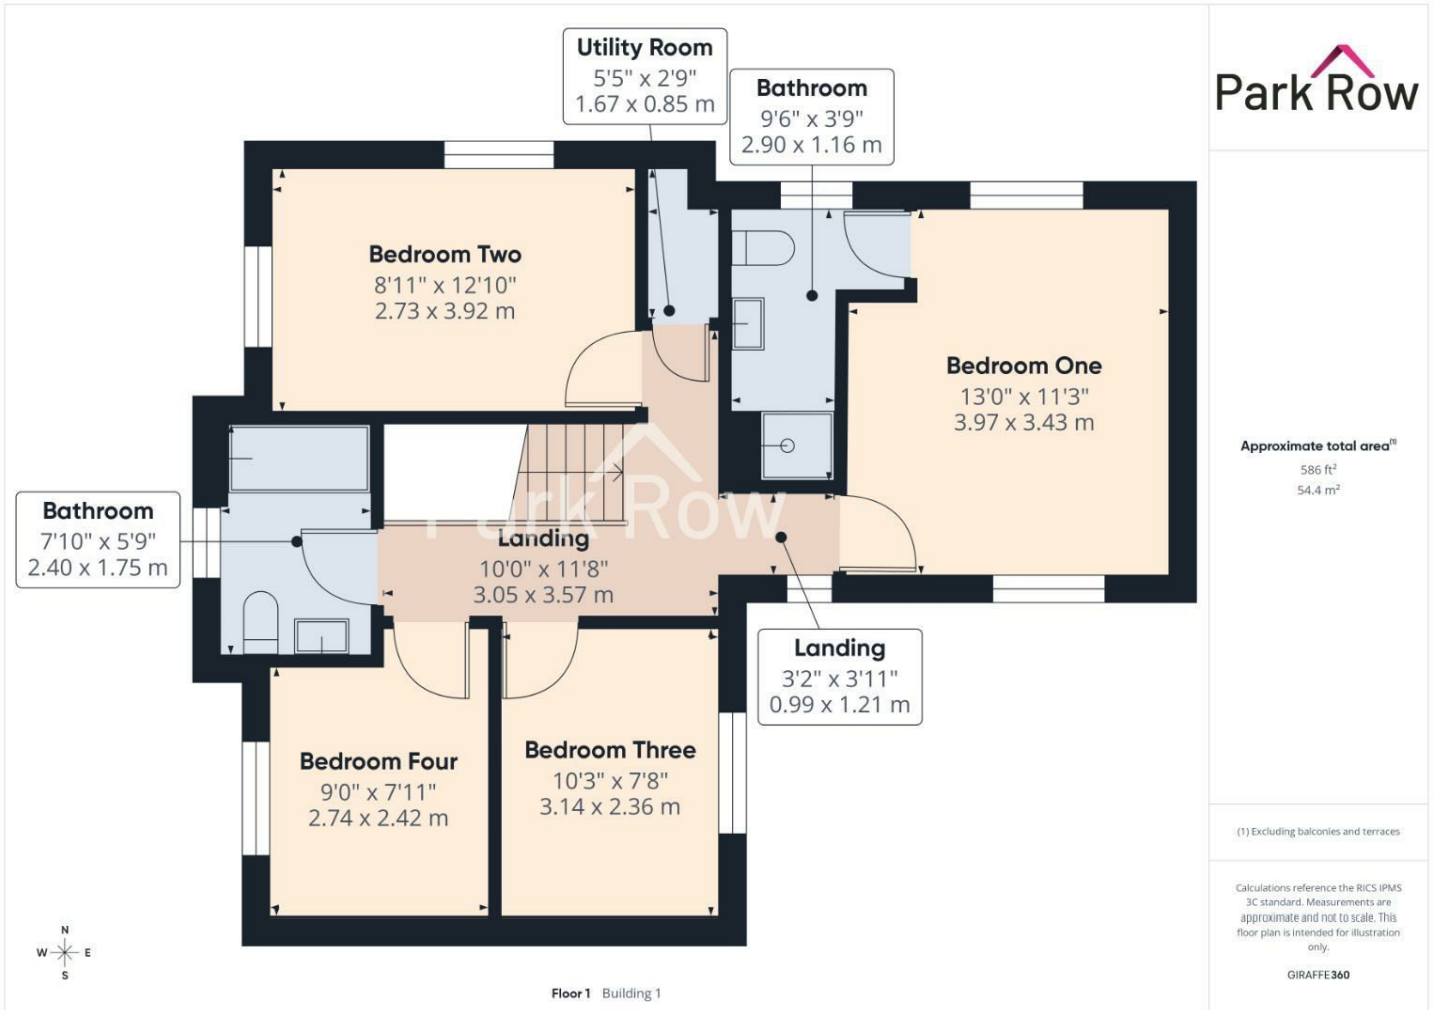 Utility Room
5'5" x 2'9"
1.67 x 0.85 m
Bathroom
9'6" x 3'9"
2.90 x 1.16 m
Park Row
Bedroom Two
8'11" x 12'10"
2.73 x 3.92 m
Bedroom One
13'0" x 11'3"
3.97 x 3.43 m
Approximate total area(1)
586 ft²
54.4 m²
Park Row
Bathroom
7'10" x 5'9"
2.40 x 1.75 m
Landing
10'0" x 11'8"
3.05 x 3.57 m
Landing
3'2" x 3'11"
0.99 x 1.21 m
Bedroom Four
9'0" x 7'11"
2.74 x 2.42 m
Bedroom Three
10'3" x 7'8"
3.14 x 2.36 m
(1) Excluding balconies and terraces
Calculations reference the RICS IPMS
3C standard. Measurements are
approximate and not to scale. This
floor plan is intended for illustration
only.
GIRAFFE360
N
W E
S
Floor 1 Building 1